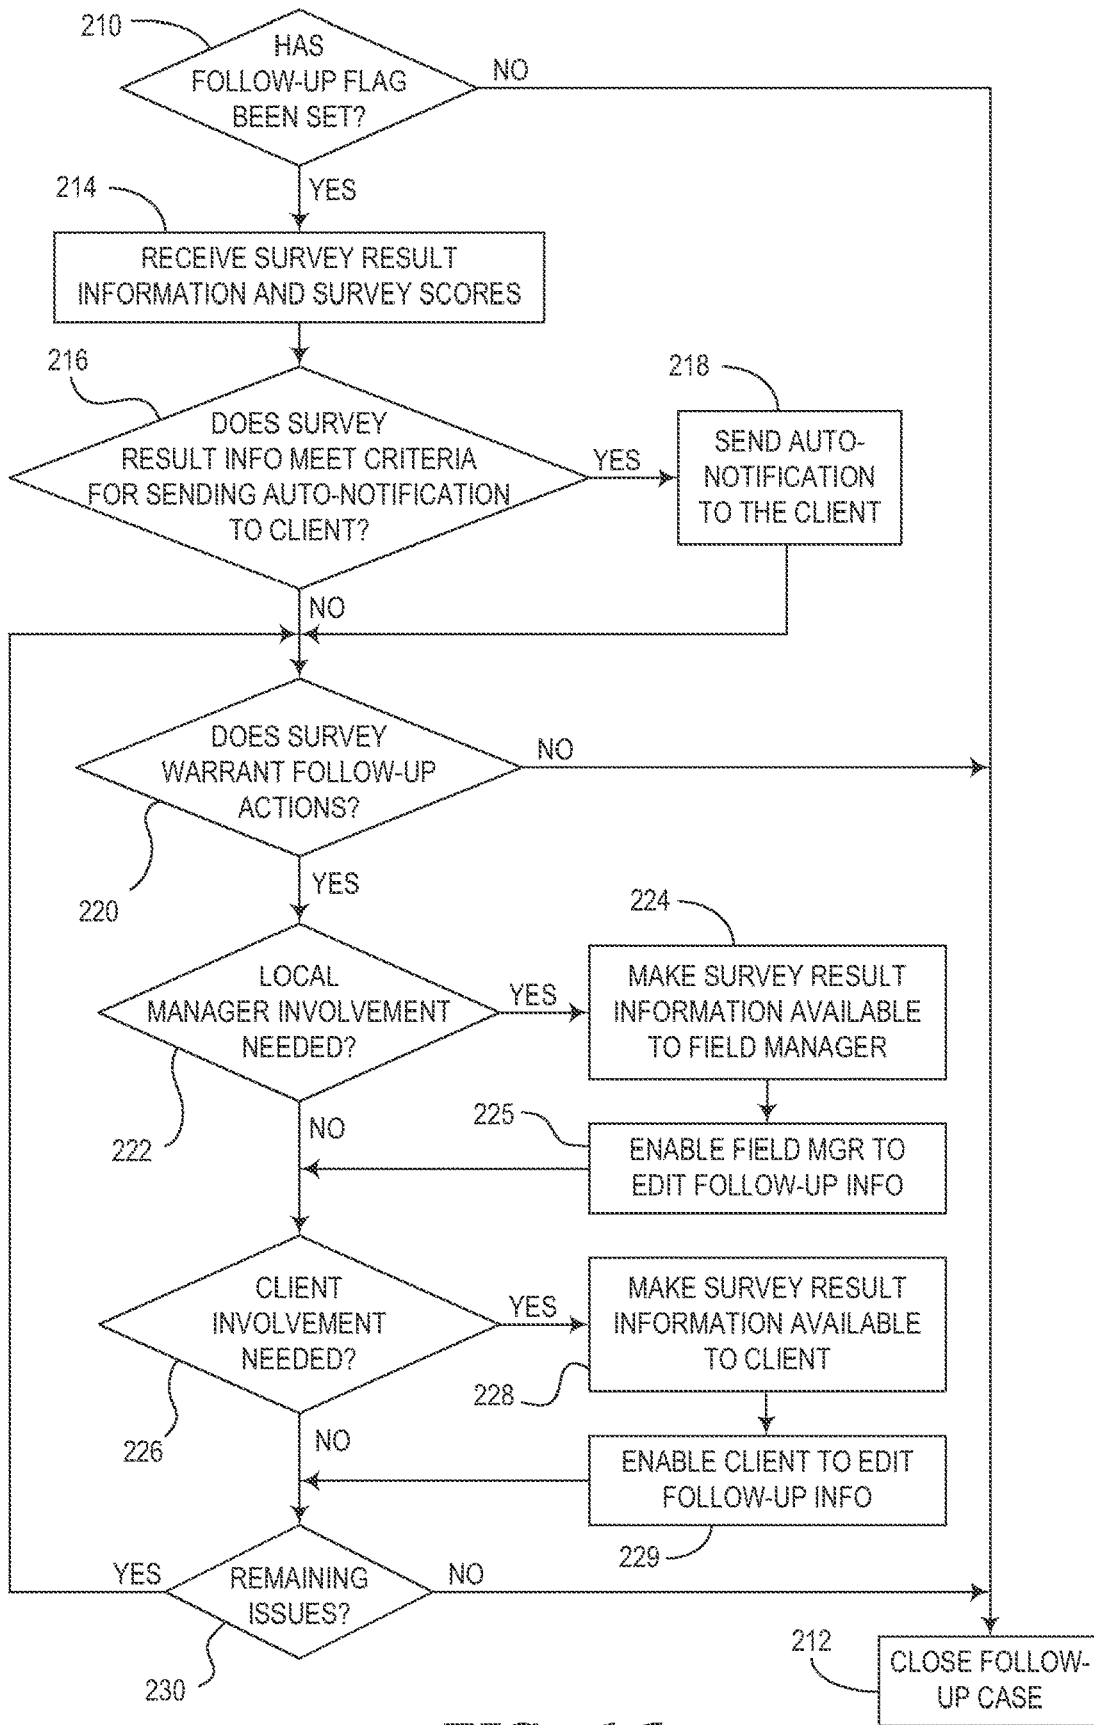 210
HAS
FOLLOW-UP FLAG
BEEN SET?
NO
YES
214
RECEIVE SURVEY RESULT
INFORMATION AND SURVEY SCORES
216
DOES SURVEY
RESULT INFO MEET CRITERIA
FOR SENDING AUTO-NOTIFICATION
TO CLIENT?
YES
218
SEND AUTO-
NOTIFICATION
TO THE CLIENT
NO
DOES SURVEY
WARRANT FOLLOW-UP
ACTIONS?
NO
220
YES
LOCAL
MANAGER INVOLVEMENT
NEEDED?
YES
224
MAKE SURVEY RESULT
INFORMATION AVAILABLE
TO FIELD MANAGER
222
NO
225
ENABLE FIELD MGR TO
EDIT FOLLOW-UP INFO
CLIENT
INVOLVEMENT
NEEDED?
YES
MAKE SURVEY RESULT
INFORMATION AVAILABLE
TO CLIENT
228
226
NO
ENABLE CLIENT TO EDIT
FOLLOW-UP INFO
229
YES
REMAINING
ISSUES?
NO
230
212
CLOSE FOLLOW-
UP CASE